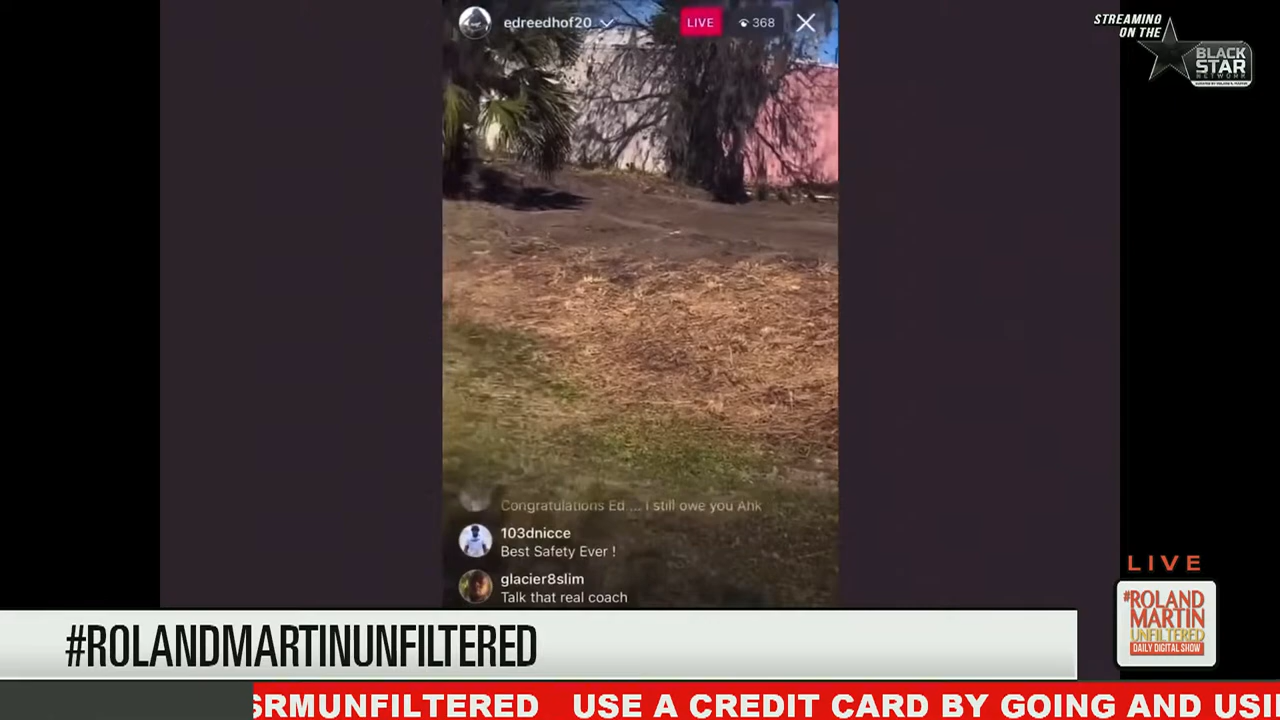 edreedhof20
LIVE
368
STREAMING
ON THE
BLACK
STAR
NETWORK
Congratulations Ed ... I still owe you Ahk
103dnicce
Best Safety Ever !
glacier8slim
Talk that real coach
LIVE
#ROLAND
MARTIN
UNFILTERED
DAILY DIGITAL SHOW
#ROLANDMARTINUNFILTERED
SRMUNFILTERED USE A CREDIT CARD BY GOING AND USI